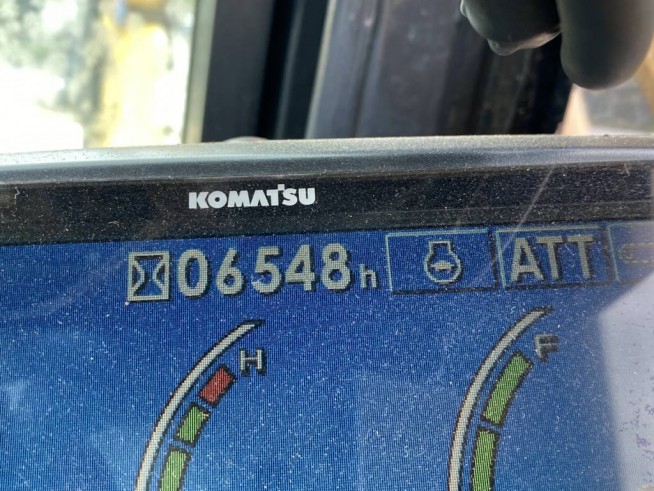 KOMATSU
06548h ATT
H F